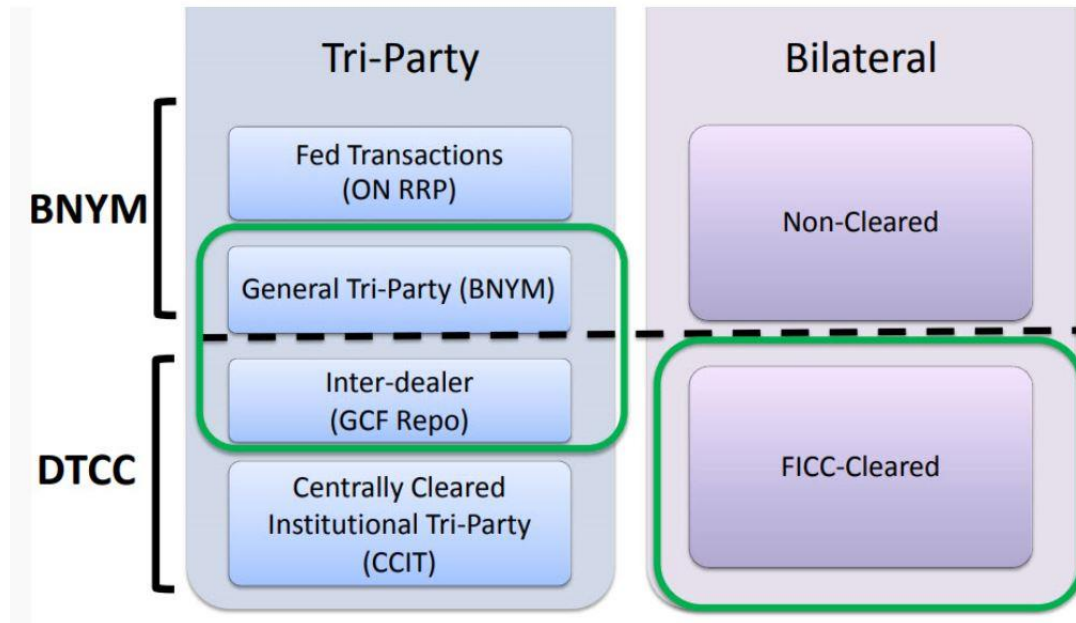 Tri-Party
Bilateral
BNYM
Fed Transactions
(ON RRP)
General Tri-Party (BNYM)
Non-Cleared
DTCC
Inter-dealer
(GCF Repo)
Centrally Cleared
Institutional Tri-Party
(CCIT)
FICC-Cleared